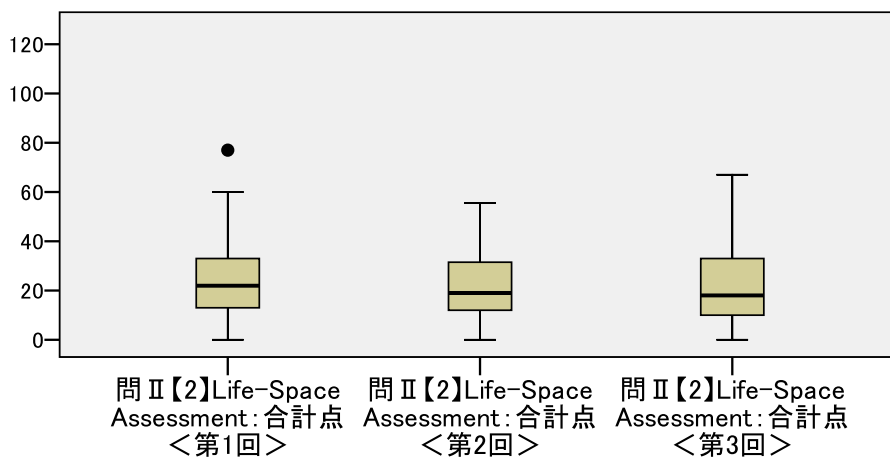 120
100
80
60
40
20
0
問Ⅱ【2】Life-Space
Assessment:合計点
<第1回>
問Ⅱ【2】Life-Space
Assessment:合計点
<第2回>
問Ⅱ【2】Life-Space
Assessment:合計点
<第3回>